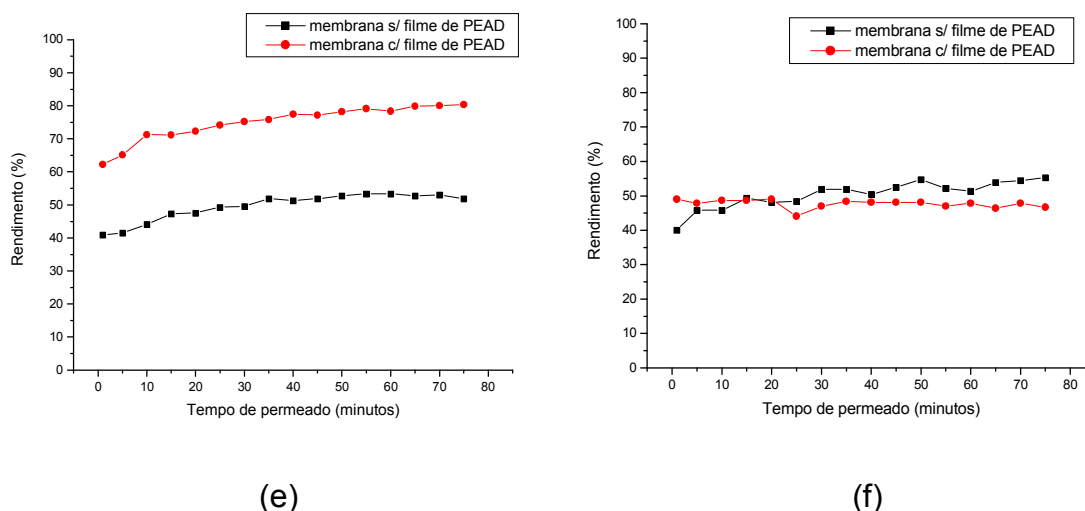 membrana s/ filme de PEAD
membrana c/ filme de PEAD
100
90
80
70
60
50
40
30
20
10
0
Rendimento (%)
0 10 20 30 40 50 60 70 80
Tempo de permeado (minutos)
(e)
membrana s/ filme de PEAD
membrana c/ filme de PEAD
100
90
80
70
60
50
40
30
20
10
0
Rendimento (%)
0 10 20 30 40 50 60 70 80
Tempo de permeado (minutos)
(f)